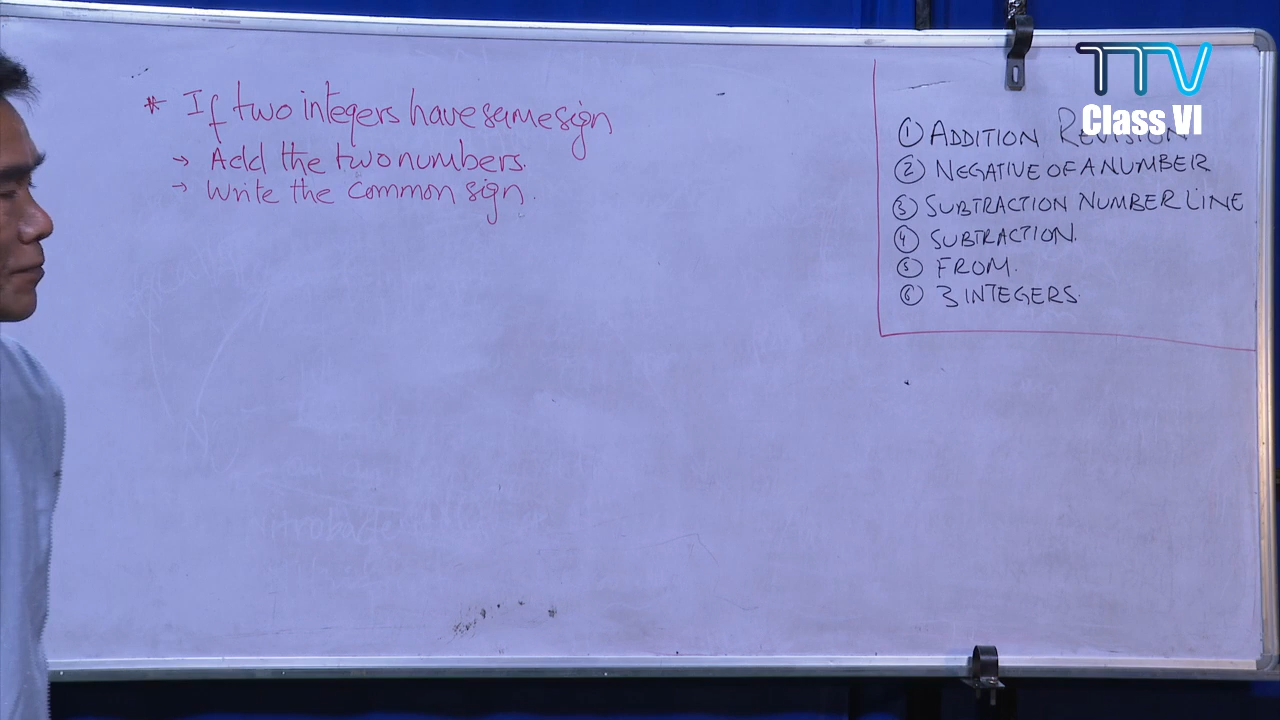 * If two integers have same sign
→ Add the two numbers.
→ Write the common sign.
TTV
Class VI
① ADDITION REVISION
② NEGATIVE OF A NUMBER
③ SUBTRACTION NUMBER LINE
④ SUBTRACTION.
⑤ FROM.
⑥ 3 INTEGERS.